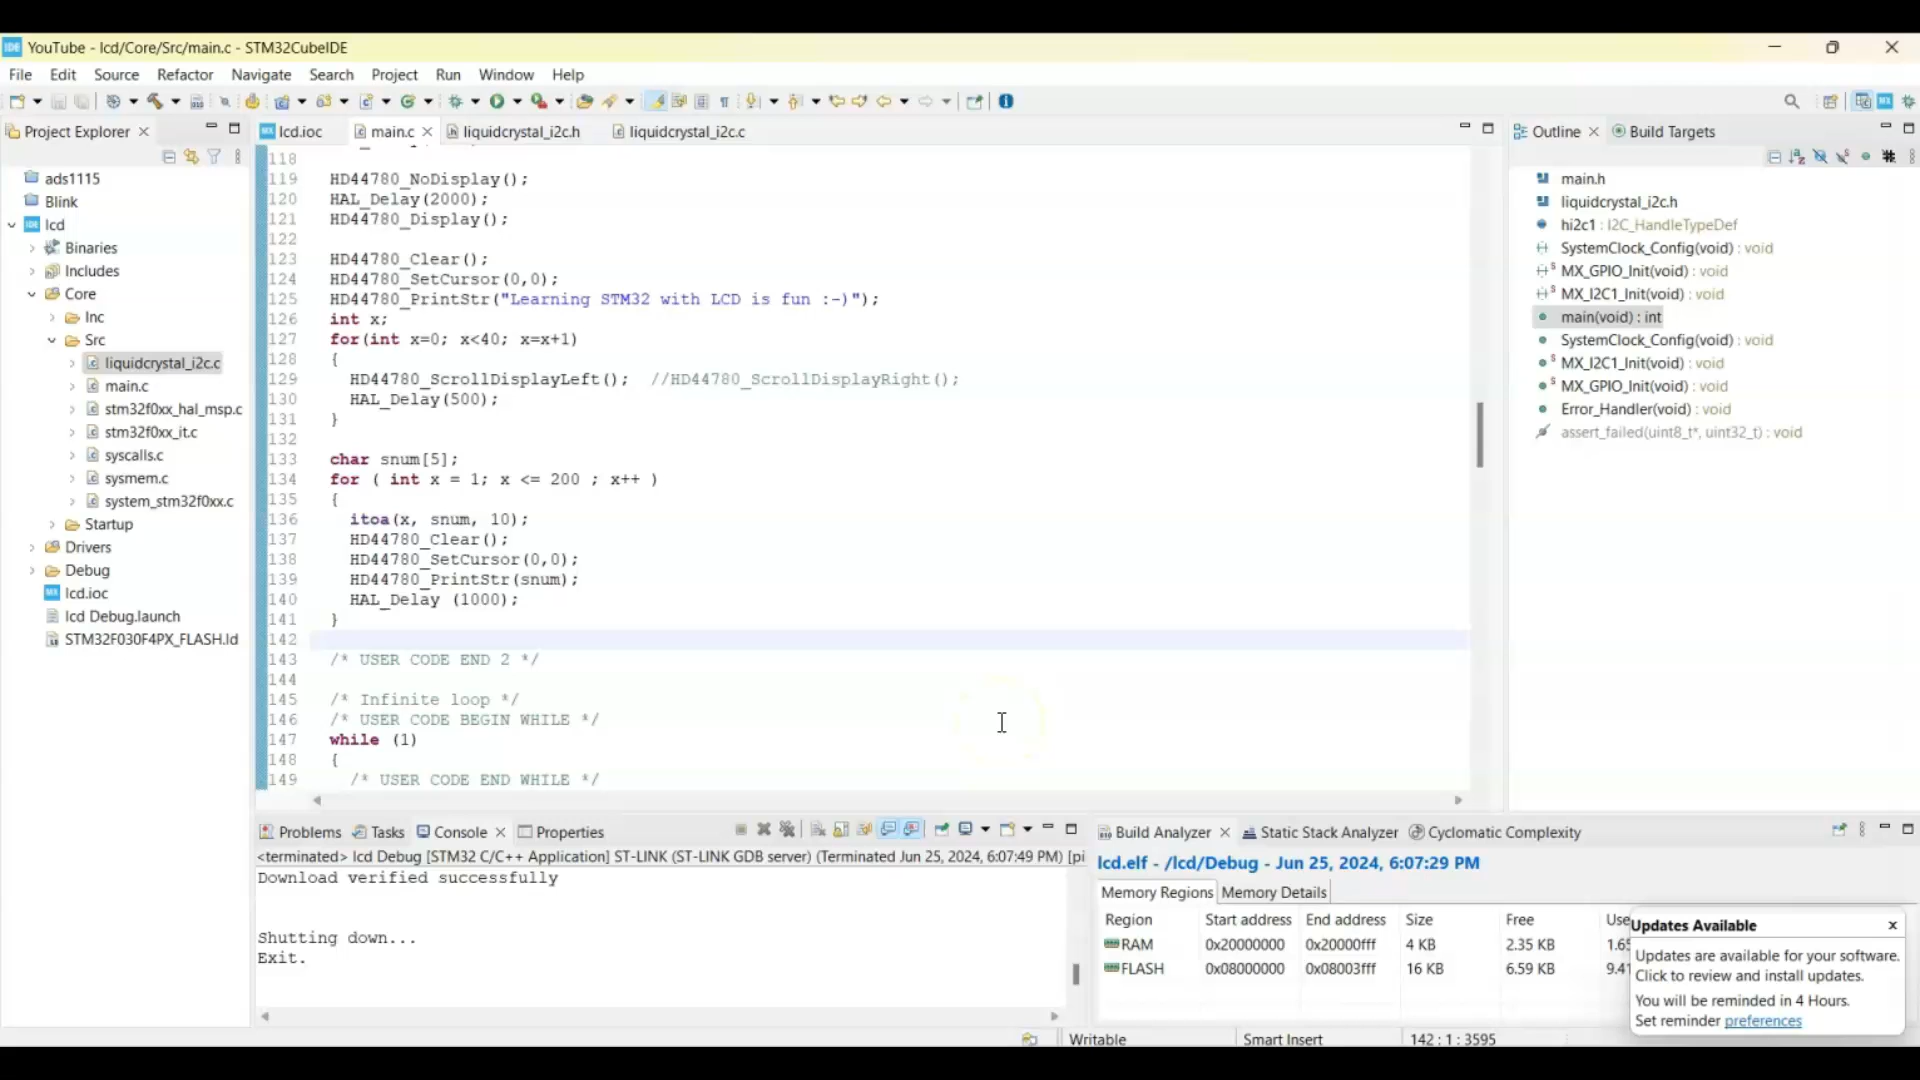 YouTube - lcd/Core/Src/main.c - STM32CubeIDE
File Edit Source Refactor Navigate Search Project Run Window Help
Project Explorer
ads1115
Blink
lcd
Binaries
Includes
Core
Inc
Src
liquidcrystal_i2c.c
main.c
stm32f0xx_hal_msp.c
stm32f0xx_it.c
syscalls.c
sysmem.c
system_stm32f0xx.c
Startup
Drivers
Debug
lcd.ioc
lcd Debug.launch
STM32F030F4PX_FLASH.ld
lcd.ioc main.c liquidcrystal_i2c.h liquidcrystal_i2c.c
118
119 HD44780_NoDisplay();
120 HAL_Delay(2000);
121 HD44780_Display();
122
123 HD44780_Clear();
124 HD44780_SetCursor(0,0);
125 HD44780_PrintStr("Learning STM32 with LCD is fun :-)");
126 int x;
127 for(int x=0; x<40; x=x+1)
128 {
129 HD44780_ScrollDisplayLeft(); //HD44780_ScrollDisplayRight();
130 HAL_Delay(500);
131 }
132
133 char snum[5];
134 for ( int x = 1; x <= 200 ; x++ )
135 {
136 itoa(x, snum, 10);
137 HD44780_Clear();
138 HD44780_SetCursor(0,0);
139 HD44780_PrintStr(snum);
140 HAL_Delay (1000);
141 }
142
143 /* USER CODE END 2 */
144
145 /* Infinite loop */
146 /* USER CODE BEGIN WHILE */
147 while (1)
148 {
149 /* USER CODE END WHILE */
Outline Build Targets
main.h
liquidcrystal_i2c.h
hi2c1 : I2C_HandleTypeDef
SystemClock_Config(void) : void
MX_GPIO_Init(void) : void
MX_I2C1_Init(void) : void
main(void) : int
SystemClock_Config(void) : void
MX_I2C1_Init(void) : void
MX_GPIO_Init(void) : void
Error_Handler(void) : void
assert_failed(uint8_t*, uint32_t) : void
Problems Tasks Console Properties
<terminated> lcd Debug [STM32 C/C++ Application] ST-LINK (ST-LINK GDB server) (Terminated Jun 25, 2024, 6:07:49 PM) [pi
Download verified successfully
Shutting down...
Exit.
Build Analyzer Static Stack Analyzer Cyclomatic Complexity
lcd.elf - /lcd/Debug - Jun 25, 2024, 6:07:29 PM
Memory Regions Memory Details
Region Start address End address Size Free Use
RAM 0x20000000 0x20000fff 4 KB 2.35 KB 1.65
FLASH 0x08000000 0x08003fff 16 KB 6.59 KB 9.41
Updates Available
Updates are available for your software.
Click to review and install updates.
You will be reminded in 4 Hours.
Set reminder preferences
Writable Smart Insert 142 : 1 : 3595